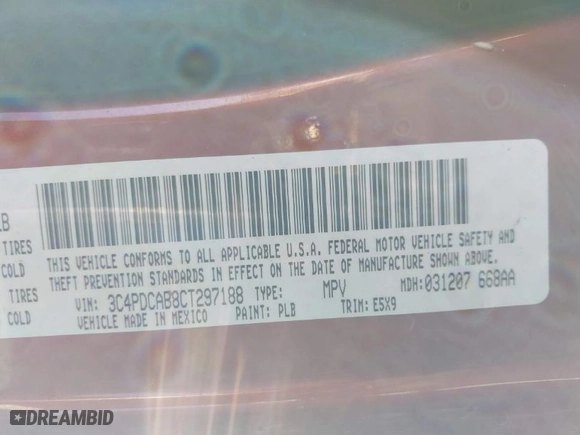 LB
TIRES
COLD
TIRES
COLD
THIS VEHICLE CONFORMS TO ALL APPLICABLE U.S.A. FEDERAL MOTOR VEHICLE SAFETY AND
THEFT PREVENTION STANDARDS IN EFFECT ON THE DATE OF MANUFACTURE SHOWN ABOVE.
VIN: 3C4PDCAB8CT297188 TYPE: MPV MDH:031207 668AA
VEHICLE MADE IN MEXICO PAINT: PLB TRIM: E5X9
DREAMBID